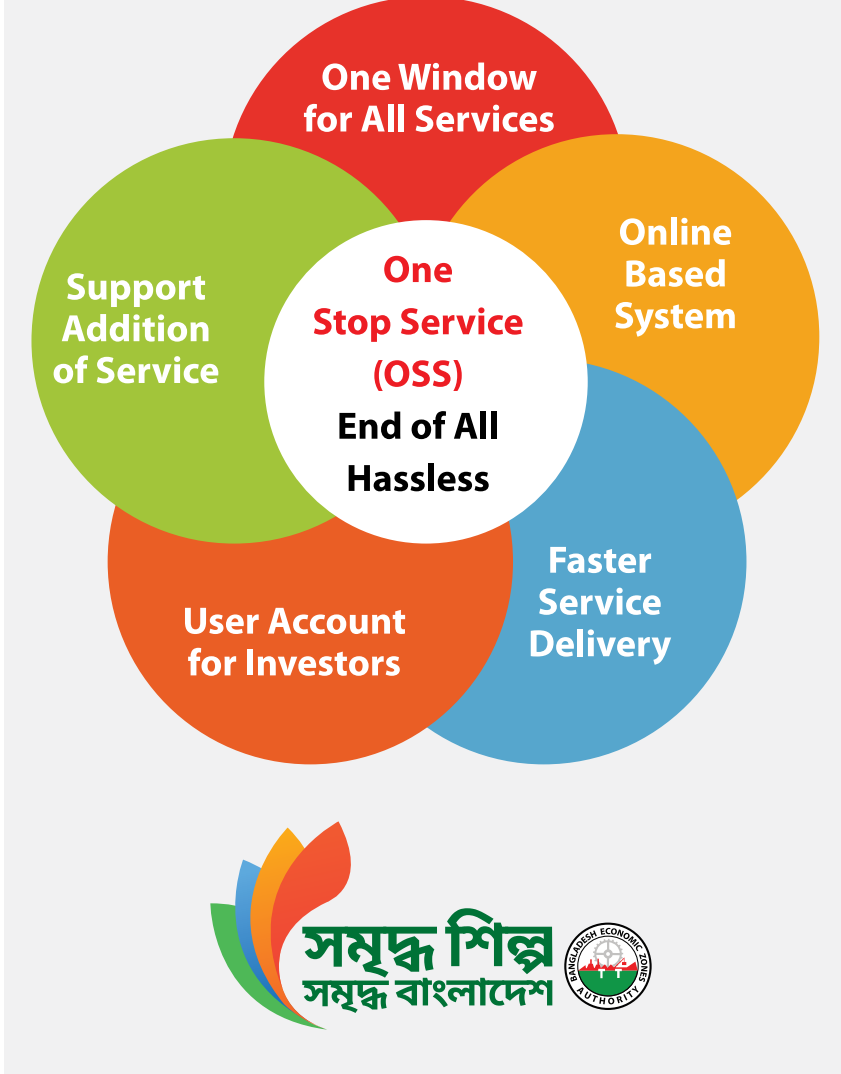 One Window
for All Services
Online
Based
System
Support
Addition
of Service
One
Stop Service
(OSS)
End of All
Hassless
Faster
Service
Delivery
User Account
for Investors
সমৃদ্ধ শিল্প
সমৃদ্ধ বাংলাদেশ
BANGLADESH ECONOMIC ZONES
AUTHORITY